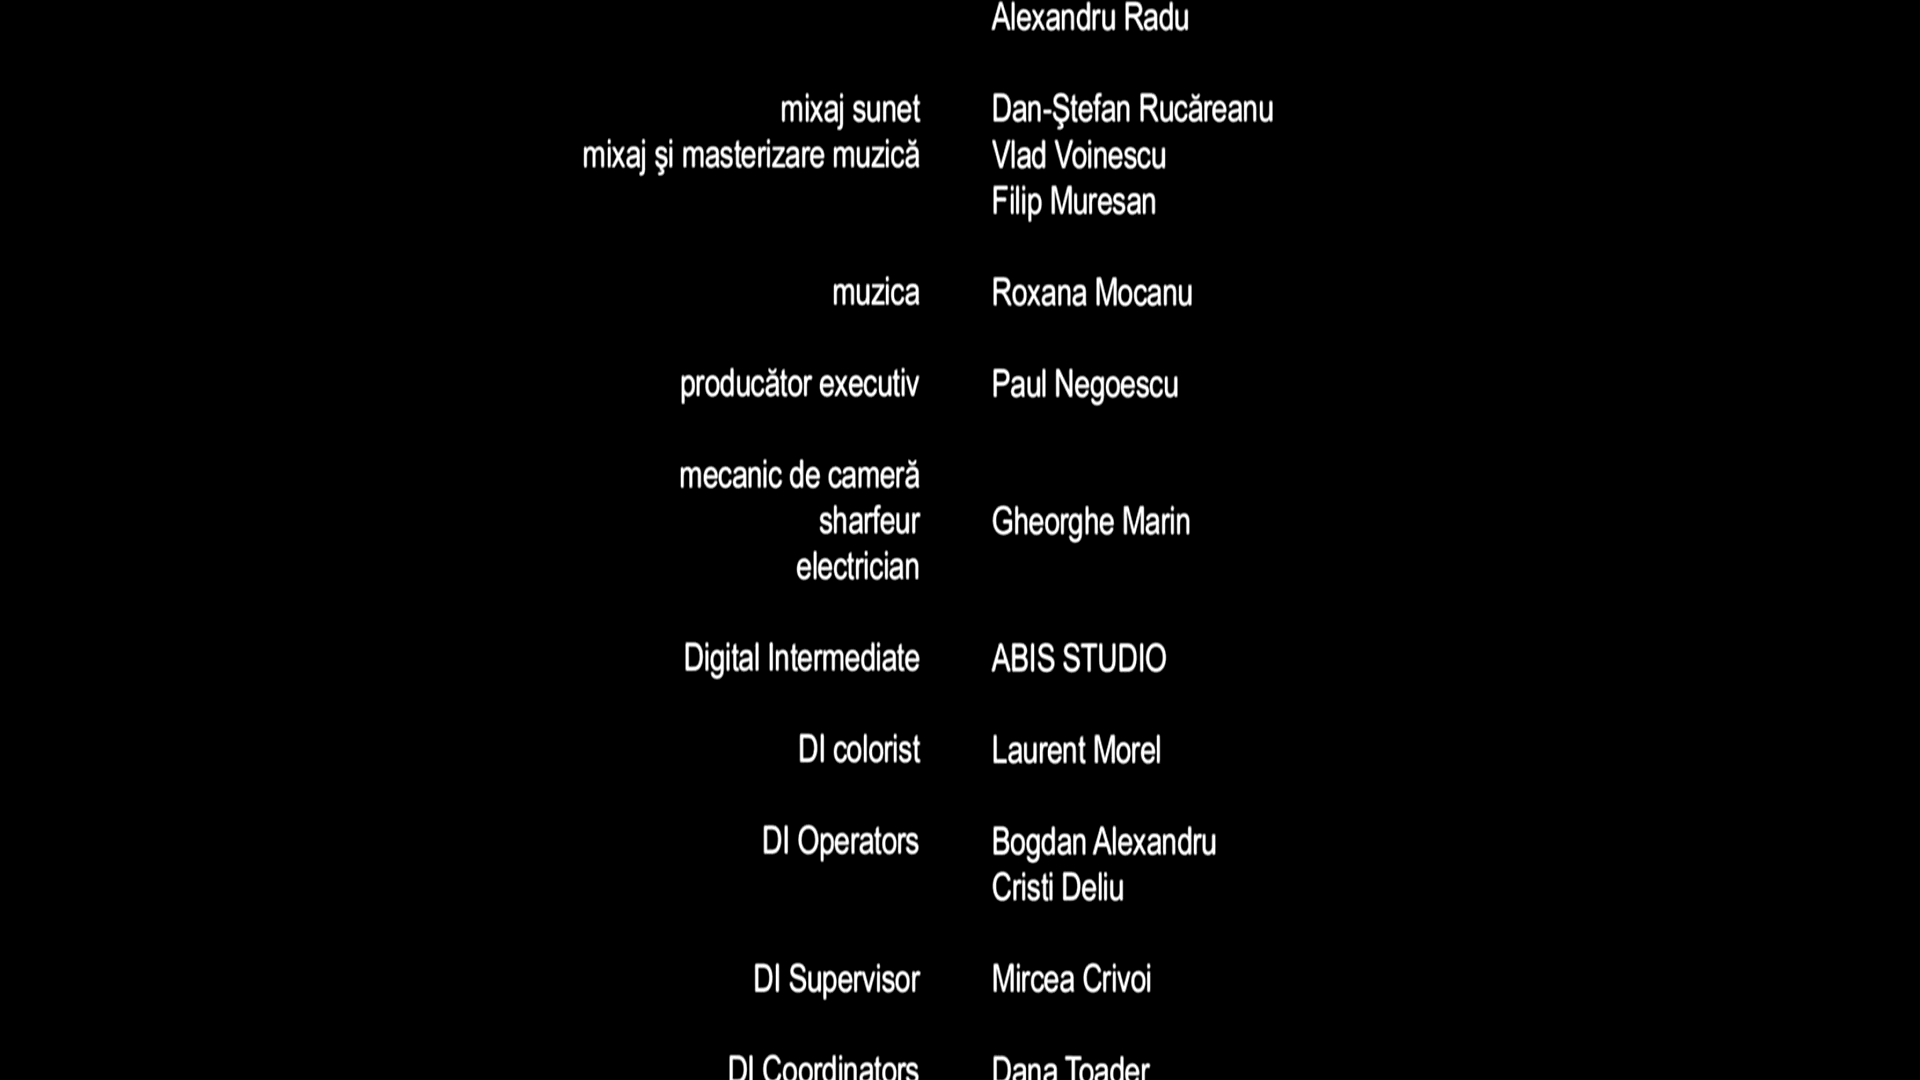 Alexandru Radu
mixaj sunet Dan-Ştefan Rucăreanu
mixaj şi masterizare muzică Vlad Voinescu
Filip Muresan
muzica Roxana Mocanu
producător executiv Paul Negoescu
mecanic de cameră
sharfeur Gheorghe Marin
electrician
Digital Intermediate ABIS STUDIO
DI colorist Laurent Morel
DI Operators Bogdan Alexandru
Cristi Deliu
DI Supervisor Mircea Crivoi
DI Coordinators Dana Toader